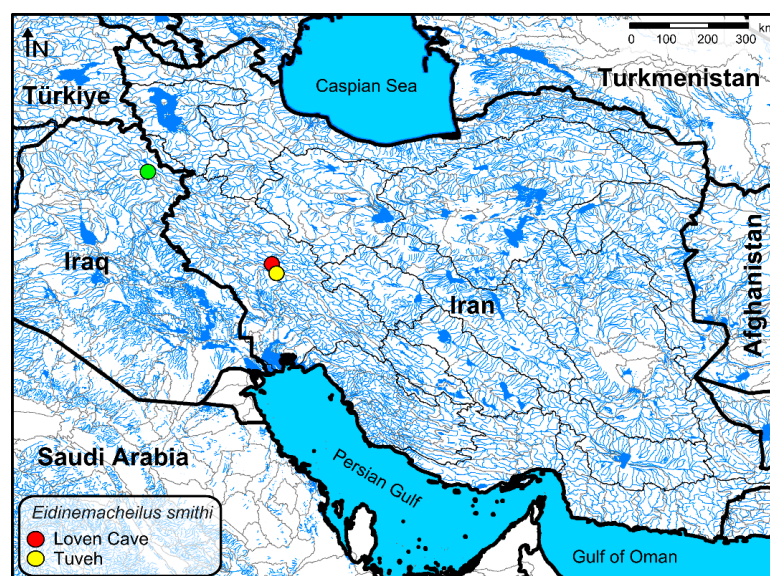 N
0 100 200 300
km
Caspian Sea
Turkmenistan
Türkiye
Iraq
Iran
Afghanistan
Saudi Arabia
Persian Gulf
Gulf of Oman
Eidinemacheilus smithi
Loven Cave
Tuveh